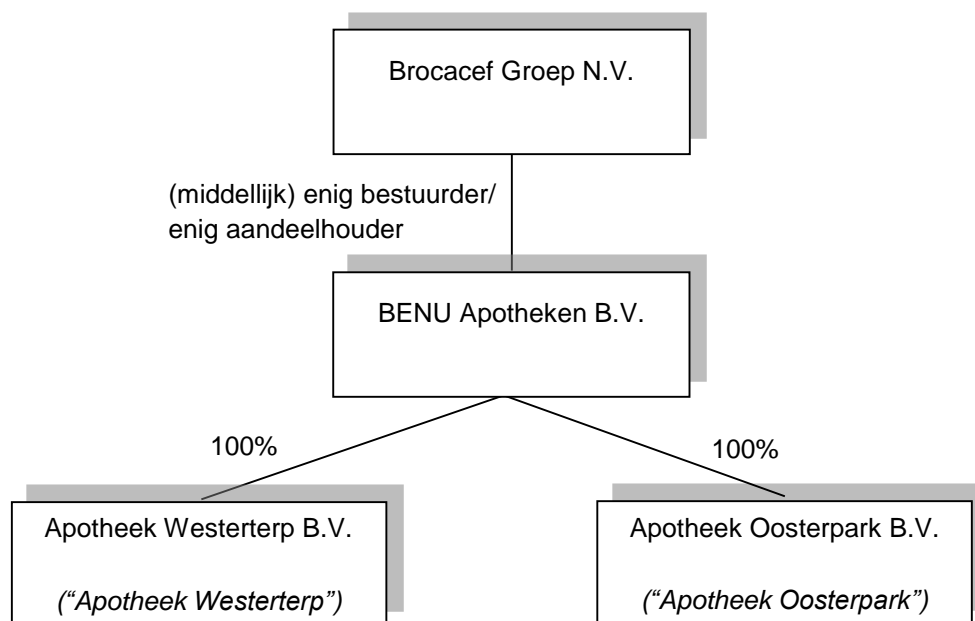 Brocacef Groep N.V.
(middellijk) enig bestuurder/
enig aandeelhouder
BENU Apotheken B.V.
100%
100%
Apotheek Westerterp B.V.
(“Apotheek Westerterp”)
Apotheek Oosterpark B.V.
(“Apotheek Oosterpark”)